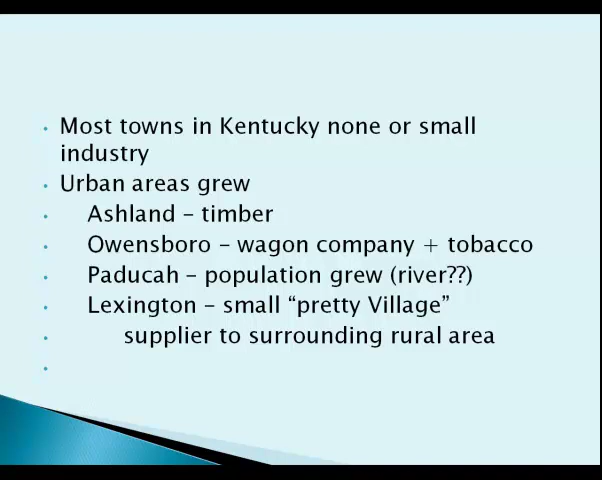 • Most towns in Kentucky none or small
industry
• Urban areas grew
• Ashland – timber
• Owensboro – wagon company + tobacco
• Paducah – population grew (river??)
• Lexington – small “pretty Village”
• supplier to surrounding rural area
•